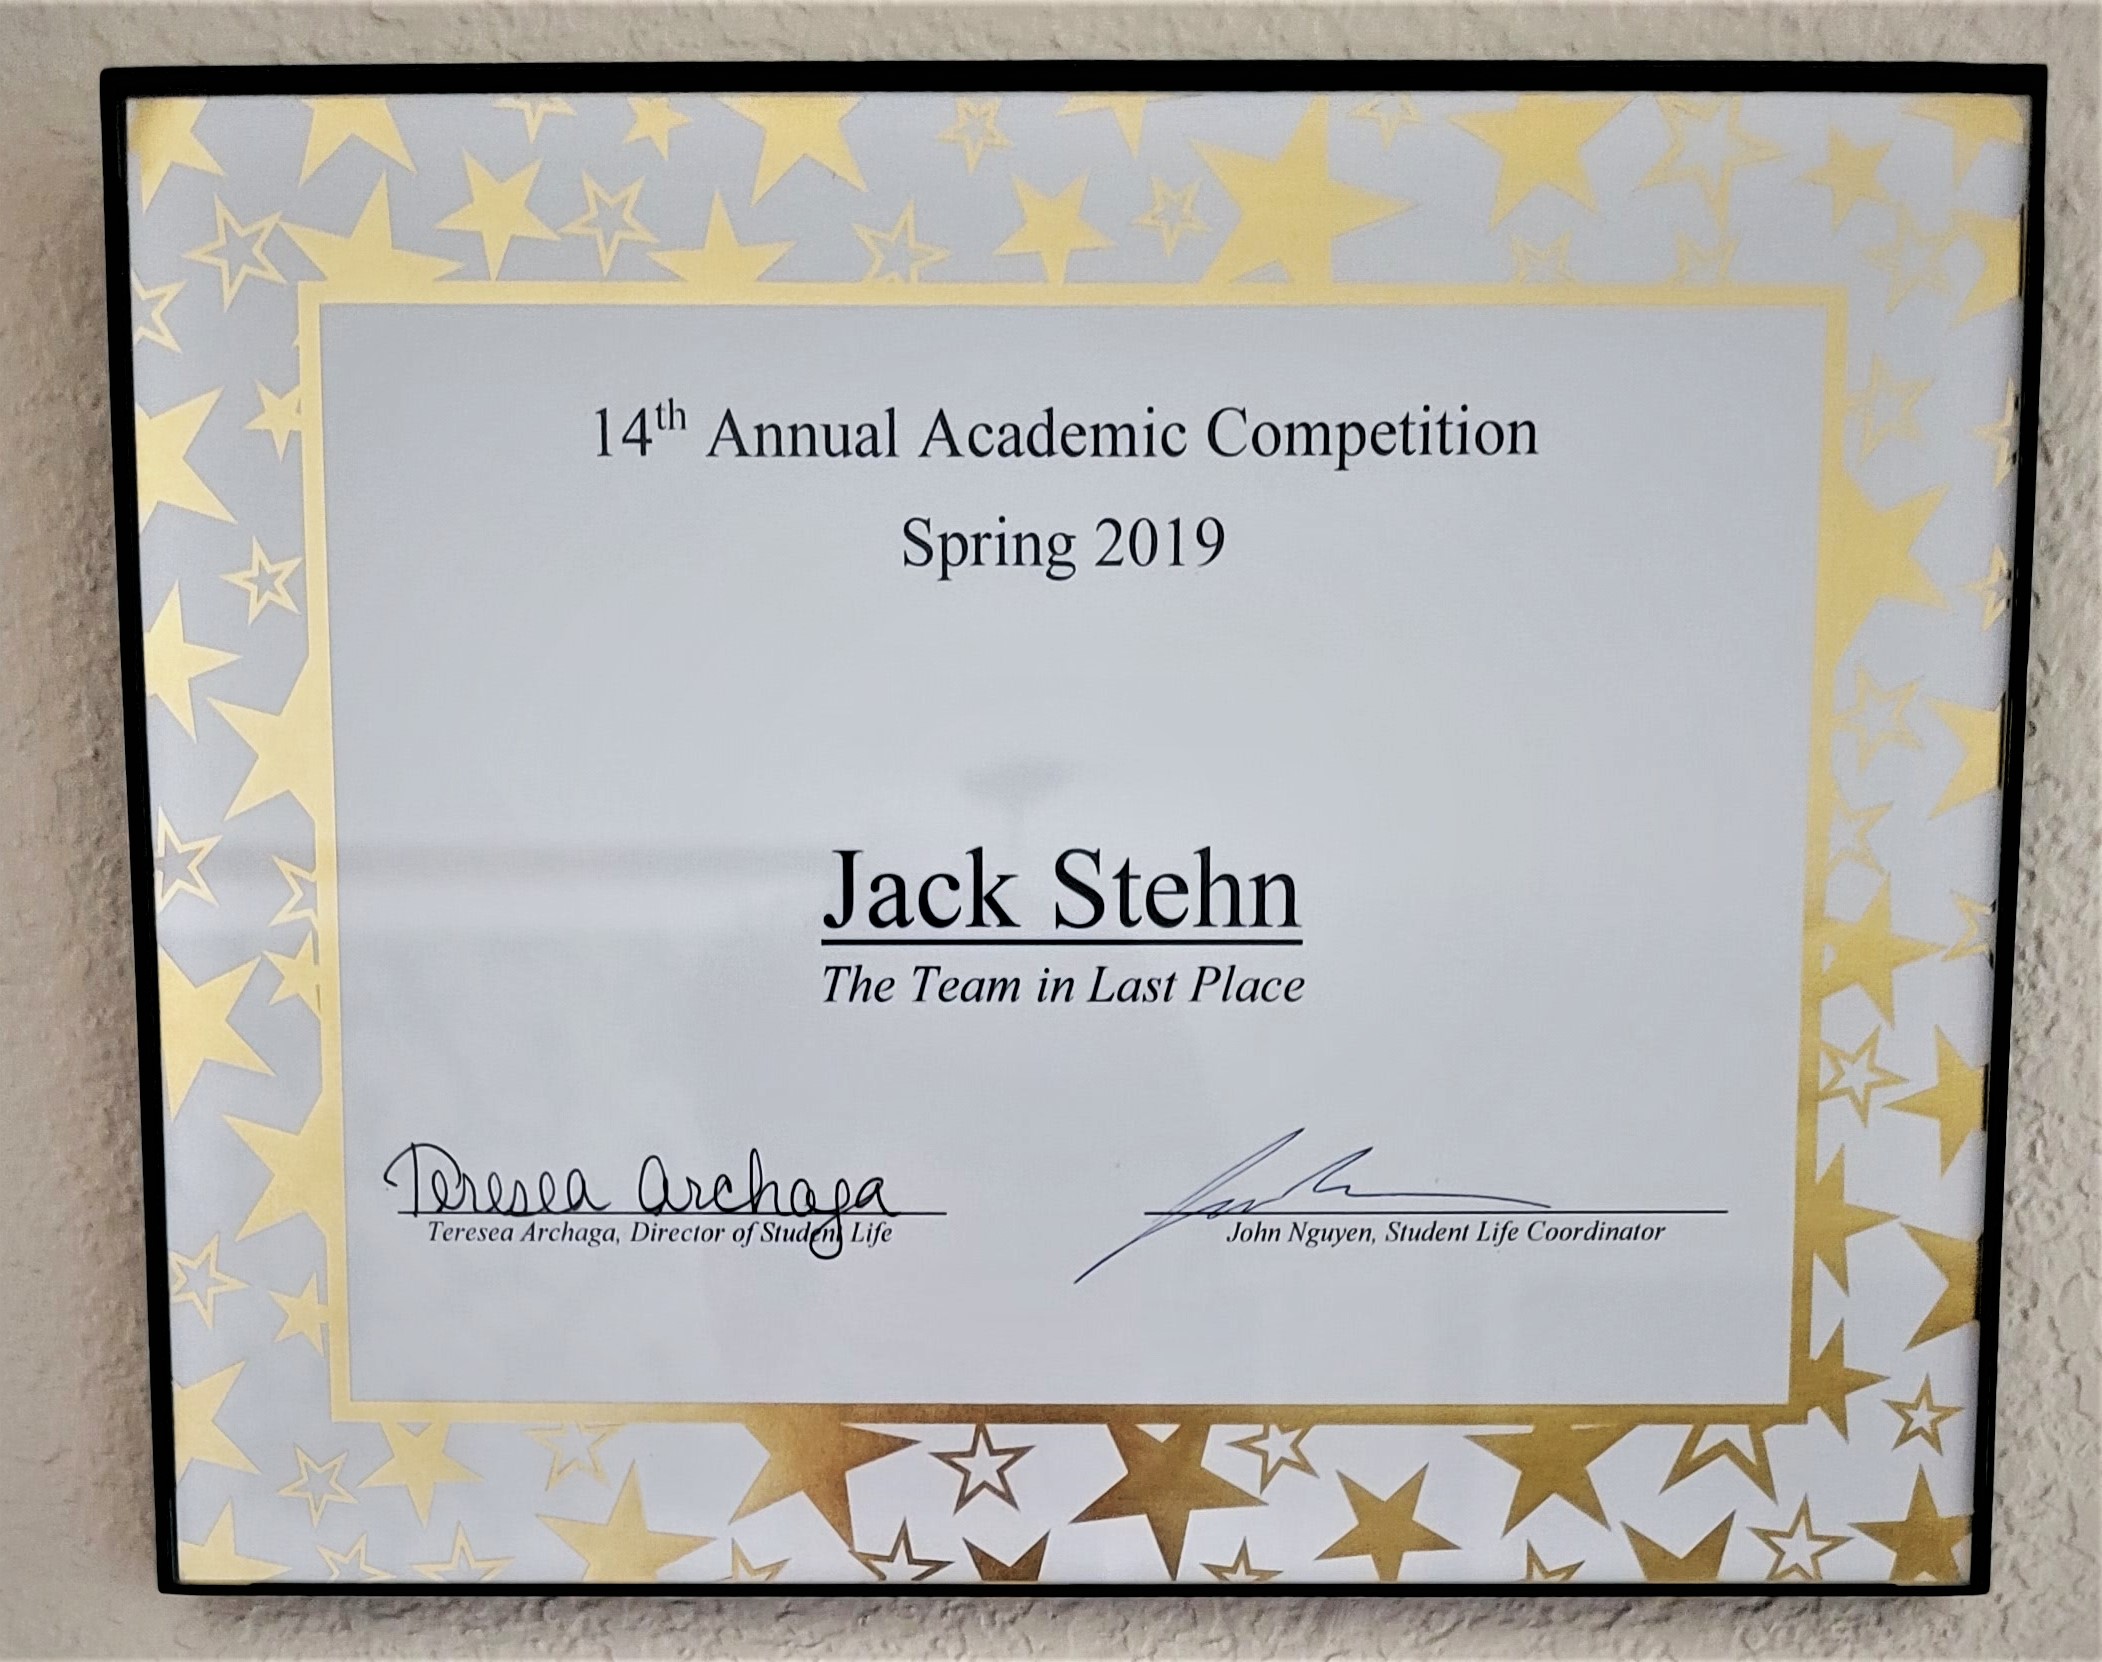 14th Annual Academic Competition
Spring 2019
Jack Stehn
The Team in Last Place
Teresea Archaga
Teresea Archaga, Director of Student Life
John Nguyen, Student Life Coordinator